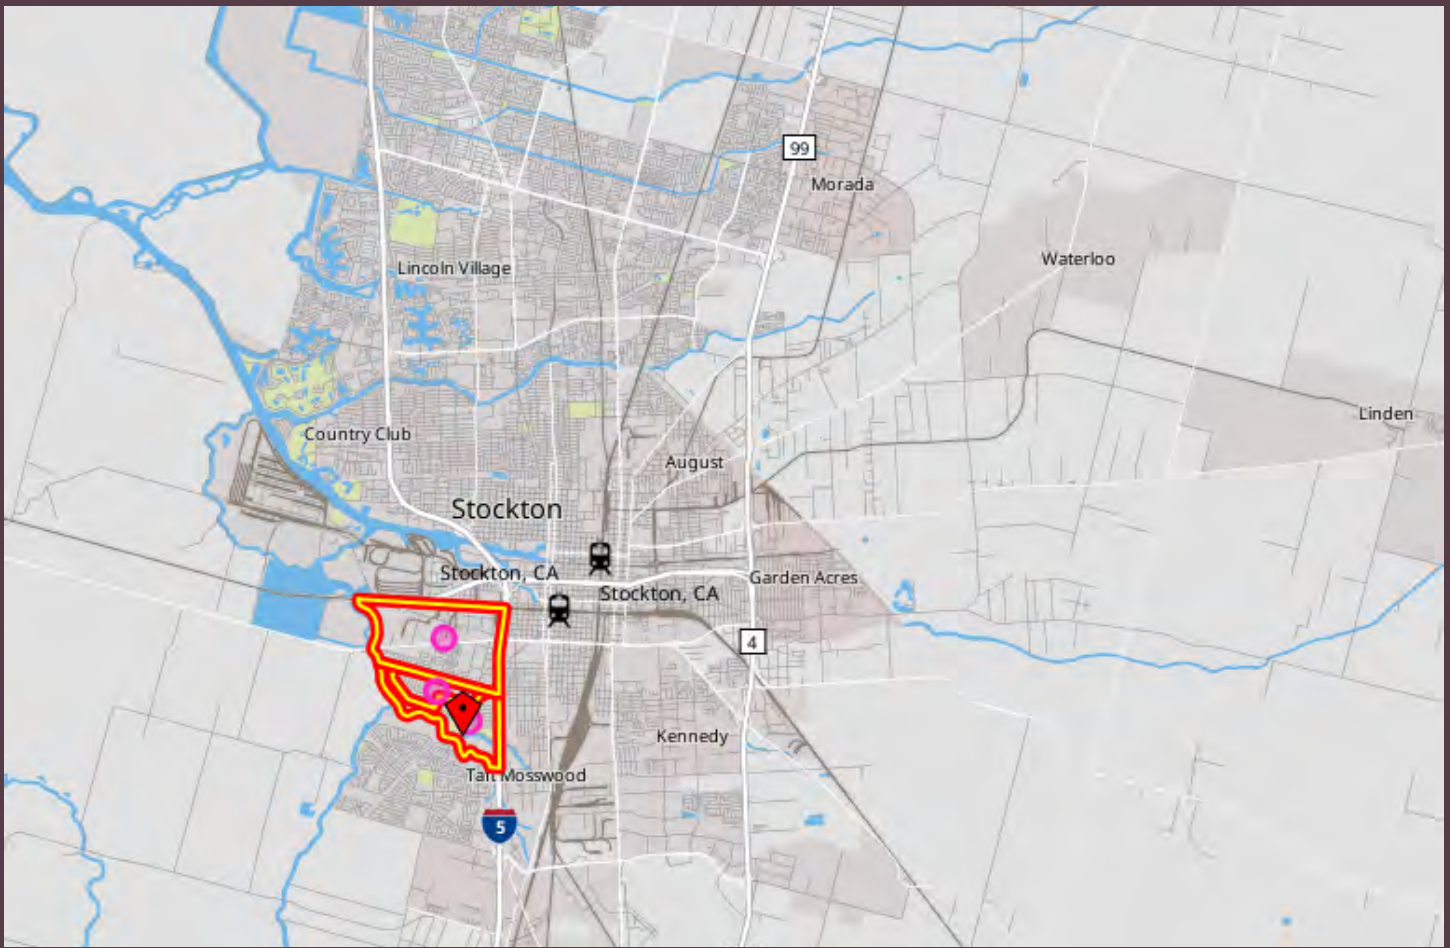 99
Morada
Waterloo
Lincoln Village
Linden
Country Club
August
Stockton
Stockton, CA
Garden Acres
Stockton, CA
4
Kennedy
Taft Mosswood
5